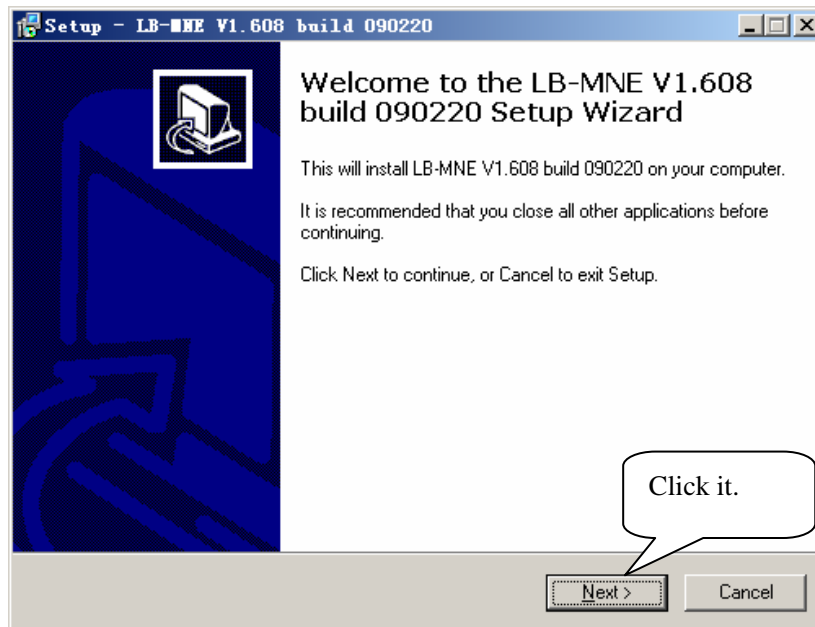 Setup - LB-MNE V1.608 build 090220
Welcome to the LB-MNE V1.608
build 090220 Setup Wizard
This will install LB-MNE V1.608 build 090220 on your computer.
It is recommended that you close all other applications before
continuing.
Click Next to continue, or Cancel to exit Setup.
Click it.
Next >
Cancel